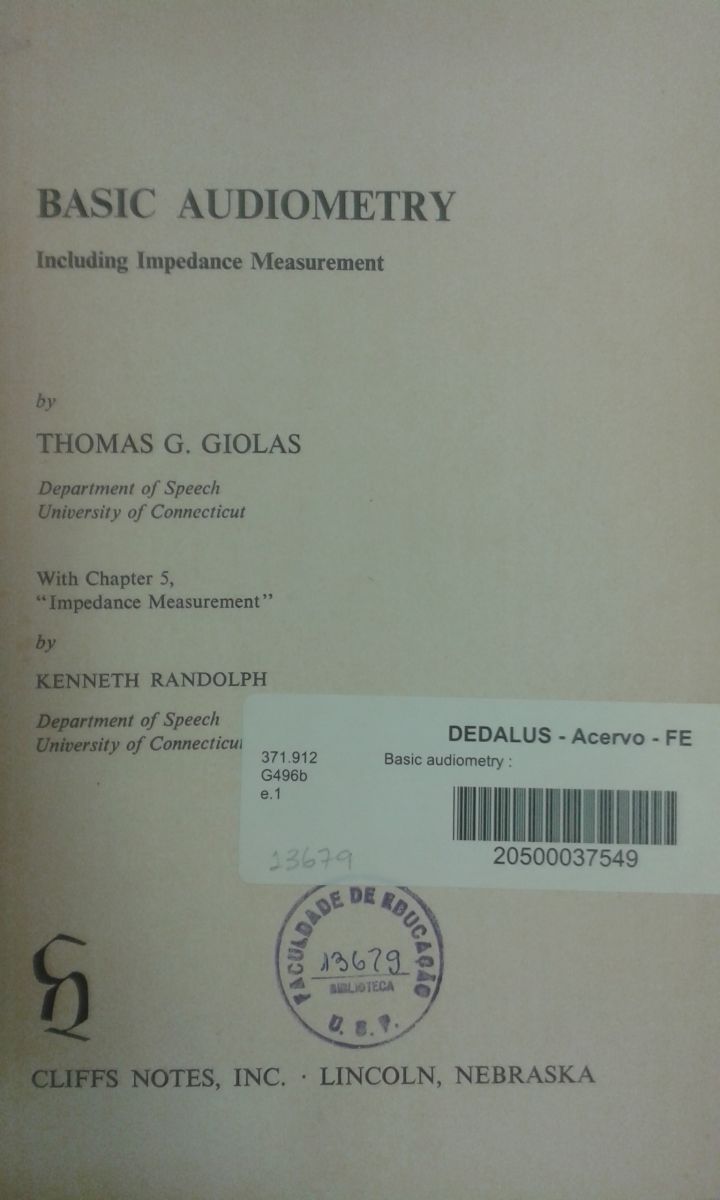 BASIC AUDIOMETRY
Including Impedance Measurement
by
THOMAS G. GIOLAS
Department of Speech
University of Connecticut
With Chapter 5,
“Impedance Measurement”
by
KENNETH RANDOLPH
Department of Speech
University of Connecticut
DEDALUS - Acervo - FE
371.912
G496b
e.1
Basic audiometry :
20500037549
13679
FACULDADE DE EDUCAÇÃO
13679
BIBLIOTECA
U. S. P.
CLIFFS NOTES, INC. · LINCOLN, NEBRASKA